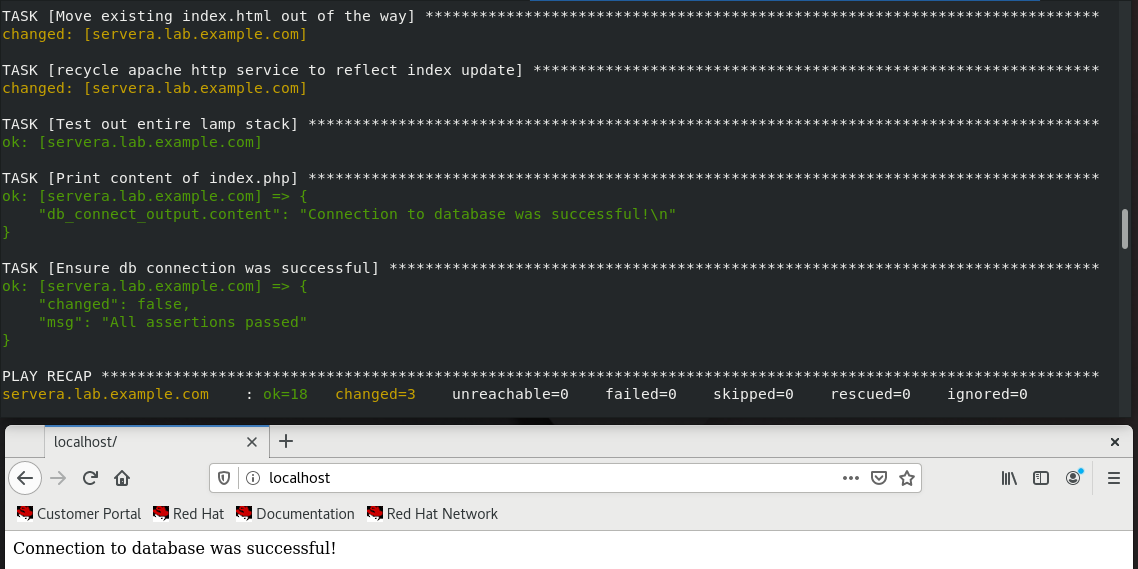 TASK [Move existing index.html out of the way] ***************************************************************************
changed: [servera.lab.example.com]
TASK [recycle apache http service to reflect index update] ***************************************************************
changed: [servera.lab.example.com]
TASK [Test out entire lamp stack] ****************************************************************************************
ok: [servera.lab.example.com]
TASK [Print content of index.php] ****************************************************************************************
ok: [servera.lab.example.com] => {
    "db_connect_output.content": "Connection to database was successful!\n"
}
TASK [Ensure db connection was successful] *******************************************************************************
ok: [servera.lab.example.com] => {
    "changed": false,
    "msg": "All assertions passed"
}
PLAY RECAP ***************************************************************************************************************
servera.lab.example.com    : ok=18   changed=3    unreachable=0    failed=0    skipped=0    rescued=0    ignored=0
localhost/
localhost
Customer Portal Red Hat Documentation Red Hat Network
Connection to database was successful!